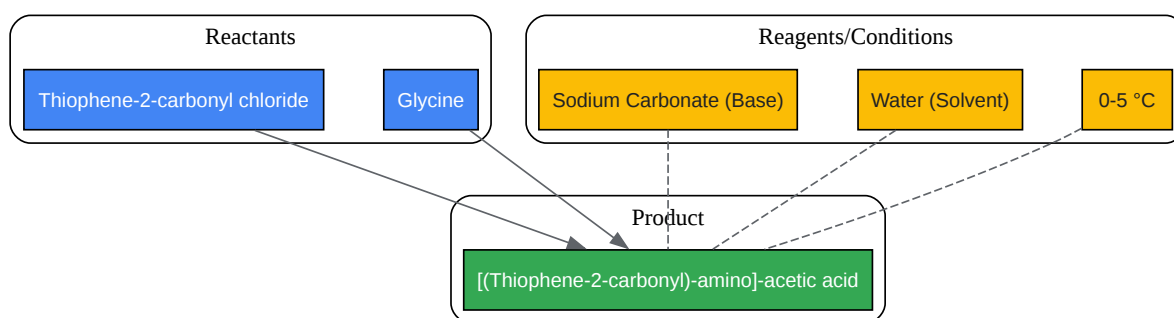 Reactants
Reagents/Conditions
Thiophene-2-carbonyl chloride
Glycine
Sodium Carbonate (Base)
Water (Solvent)
0-5 °C
Product
[(Thiophene-2-carbonyl)-amino]-acetic acid